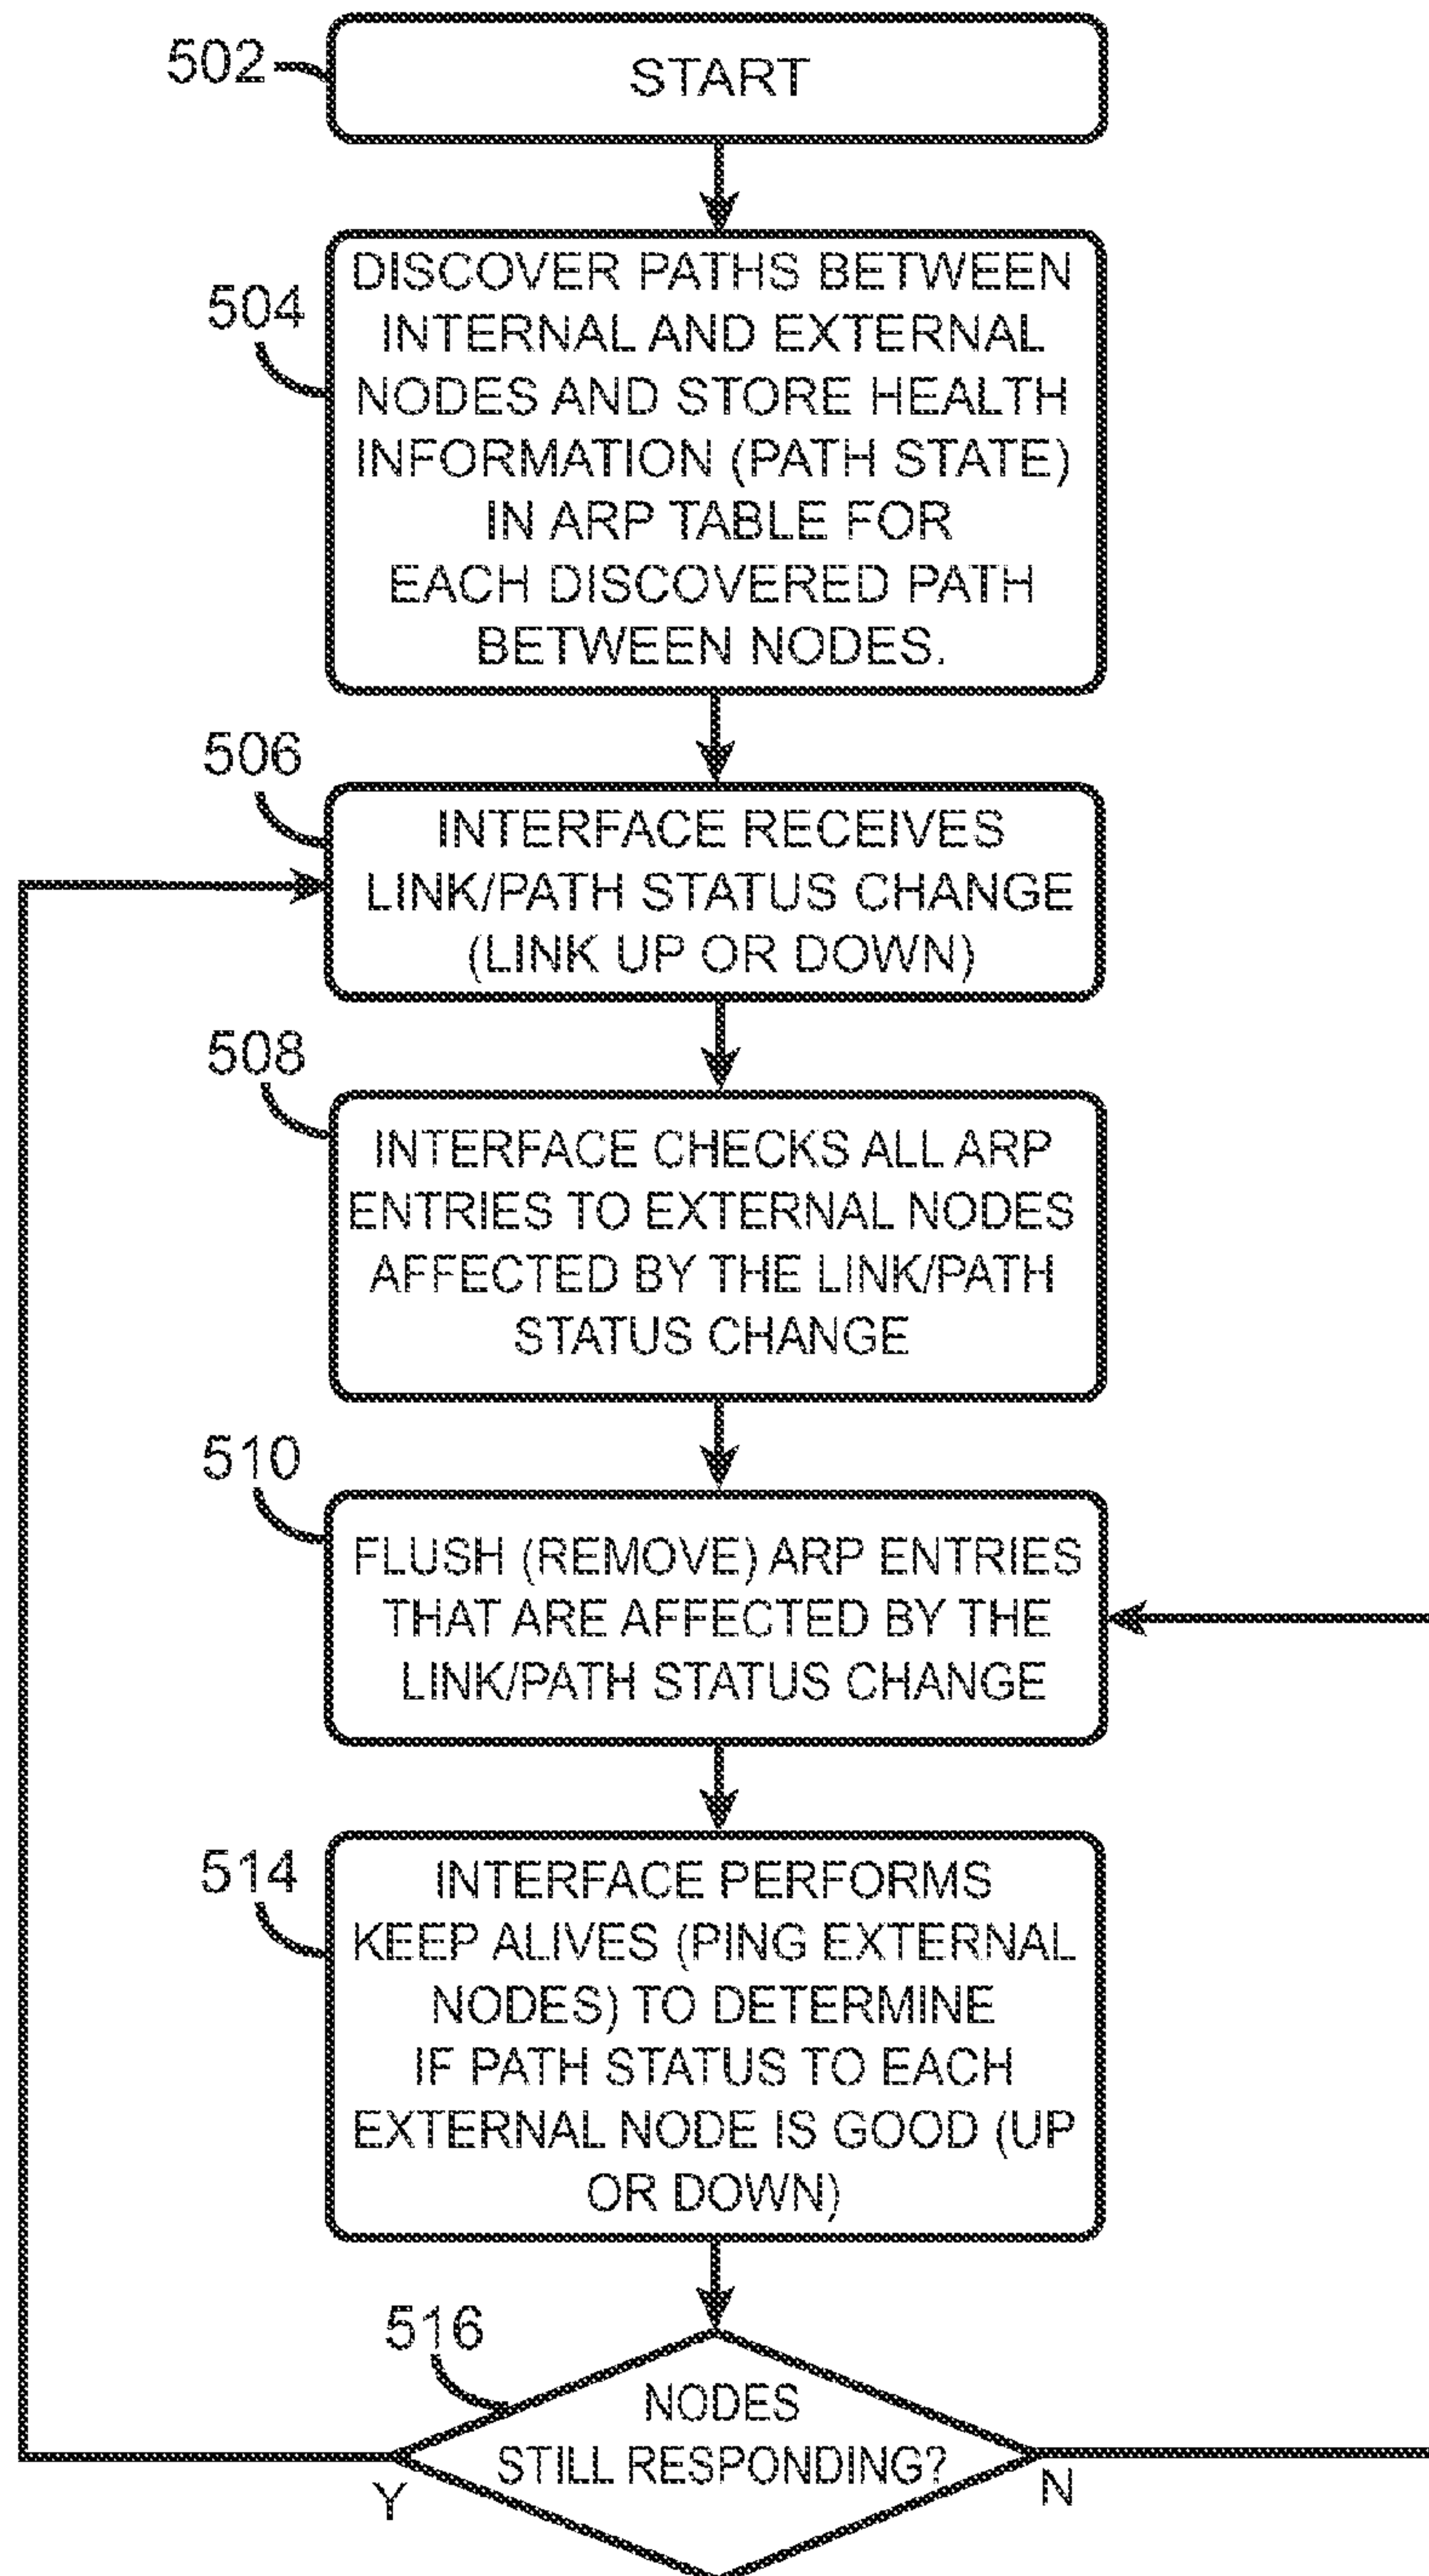 502
START
504
DISCOVER PATHS BETWEEN
INTERNAL AND EXTERNAL
NODES AND STORE HEALTH
INFORMATION (PATH STATE)
IN ARP TABLE FOR
EACH DISCOVERED PATH
BETWEEN NODES.
506
INTERFACE RECEIVES
LINK/PATH STATUS CHANGE
(LINK UP OR DOWN)
508
INTERFACE CHECKS ALL ARP
ENTRIES TO EXTERNAL NODES
AFFECTED BY THE LINK/PATH
STATUS CHANGE
510
FLUSH (REMOVE) ARP ENTRIES
THAT ARE AFFECTED BY THE
LINK/PATH STATUS CHANGE
514
INTERFACE PERFORMS
KEEP ALIVES (PING EXTERNAL
NODES) TO DETERMINE
IF PATH STATUS TO EACH
EXTERNAL NODE IS GOOD (UP
OR DOWN)
516
NODES
STILL RESPONDING?
Y
N